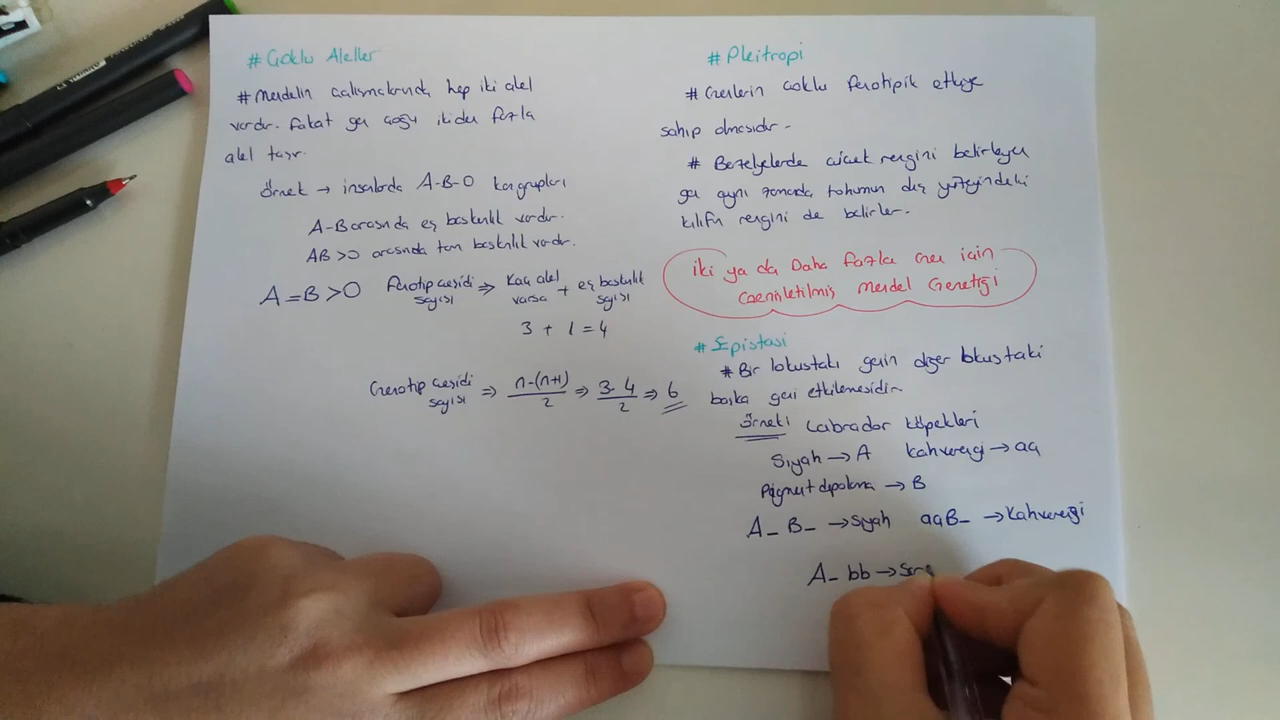 # Çoklu Aleller
# Mendelin çalışmalarında hep iki alel
vardır. Fakat gen çoğu ikiden fazla
alel taşır.
Örnek → insanlarda A-B-O kan grupları
A-B arasında eş baskınlık vardır.
AB>O arasında tam baskınlık vardır.
A=B>O
Fenotip çeşidi sayısı ⇒ Kaç alel varsa + eş baskınlık sayısı
3 + 1 = 4
Genotip çeşidi sayısı ⇒ n-(n+1)/2 ⇒ 3-4/2 ⇒ 6
# Pleitropi
# Genlerin çoklu fenotipik etkiye
sahip olmasıdır.
# Bezelyelerde çiçek rengini belirleyen
gen aynı zamanda tohumun dış yüzeyindeki
kılıfın rengini de belirler.
iki ya da Daha fazla Gen için
Genişletilmiş Mendel Genetiği
# Epistasi
# Bir lokustaki genin diğer lokustaki
başka geni etkilemesidir.
Örnek: Labrador köpekleri
Siyah → A kahverengi → aa
Pigment depolama → B
A_ B_ → Siyah aaB_ → Kahverengi
A_ bb →